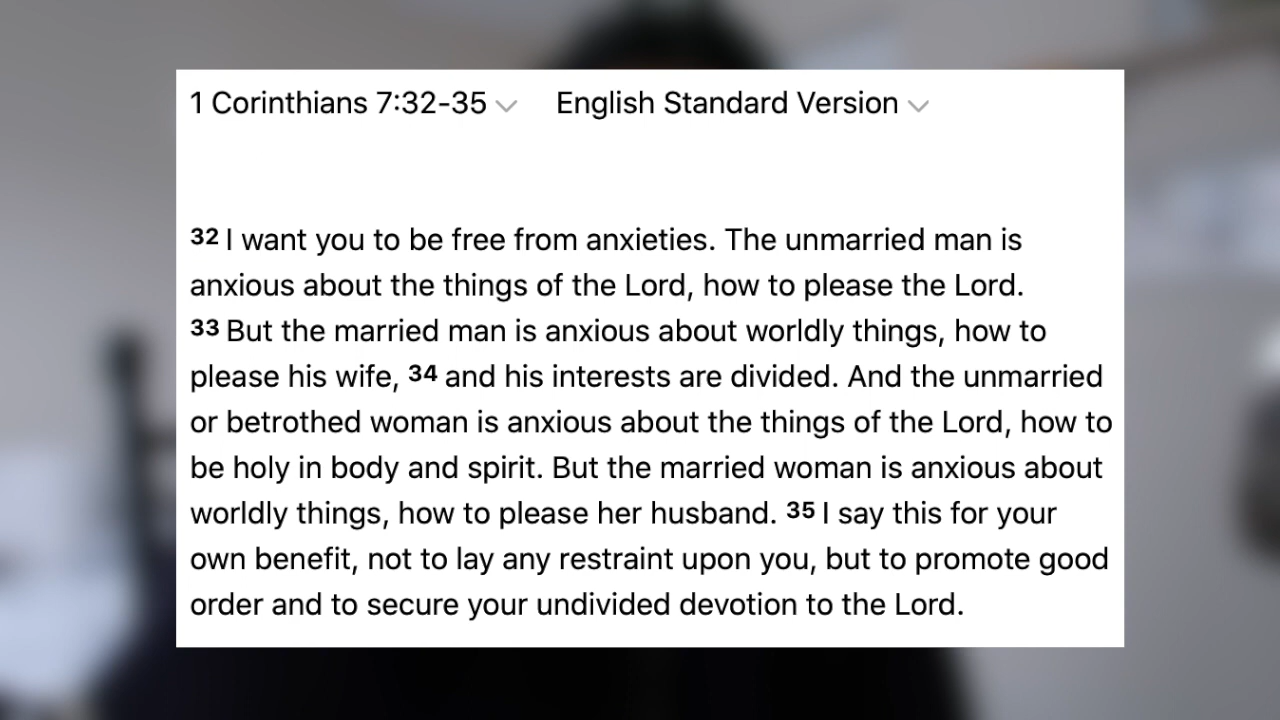 1 Corinthians 7:32-35 English Standard Version
32 I want you to be free from anxieties. The unmarried man is
anxious about the things of the Lord, how to please the Lord.
33 But the married man is anxious about worldly things, how to
please his wife, 34 and his interests are divided. And the unmarried
or betrothed woman is anxious about the things of the Lord, how to
be holy in body and spirit. But the married woman is anxious about
worldly things, how to please her husband. 35 I say this for your
own benefit, not to lay any restraint upon you, but to promote good
order and to secure your undivided devotion to the Lord.